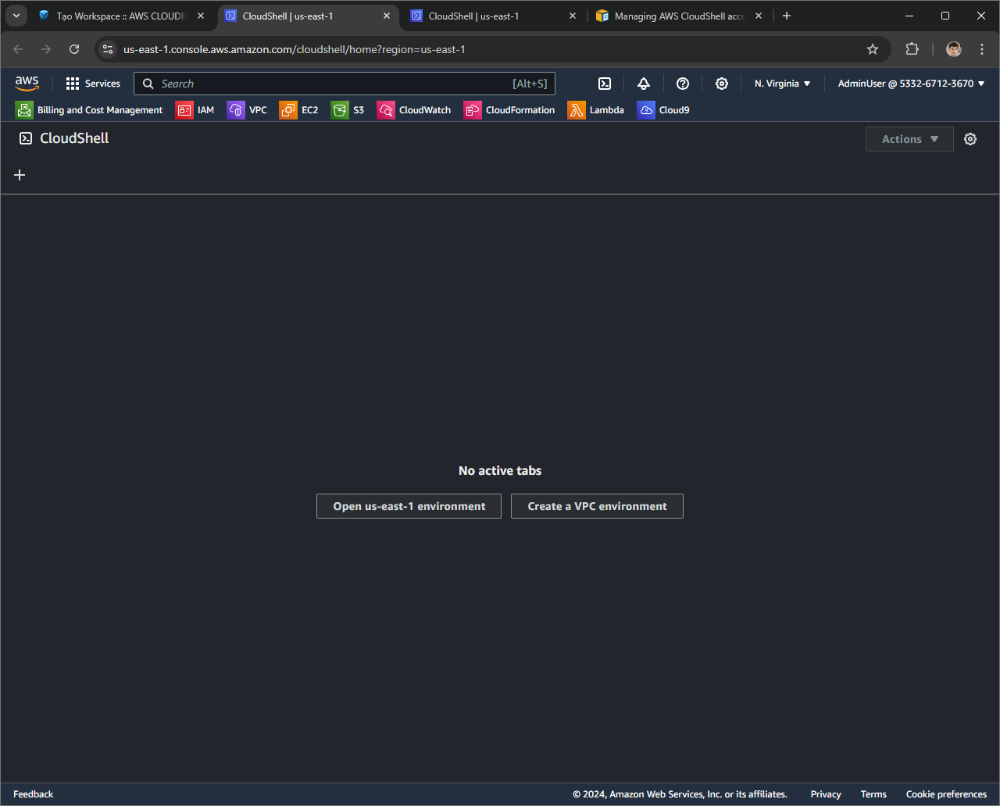 Tạo Workspace :: AWS CLOUDF
CloudShell | us-east-1
CloudShell | us-east-1
Managing AWS CloudShell acce
us-east-1.console.aws.amazon.com/cloudshell/home?region=us-east-1
aws
Services
Search
[Alt+S]
N. Virginia
AdminUser @ 5332-6712-3670
Billing and Cost Management
IAM
VPC
EC2
S3
CloudWatch
CloudFormation
Lambda
Cloud9
CloudShell
Actions
No active tabs
Open us-east-1 environment
Create a VPC environment
Feedback
© 2024, Amazon Web Services, Inc. or its affiliates.
Privacy
Terms
Cookie preferences